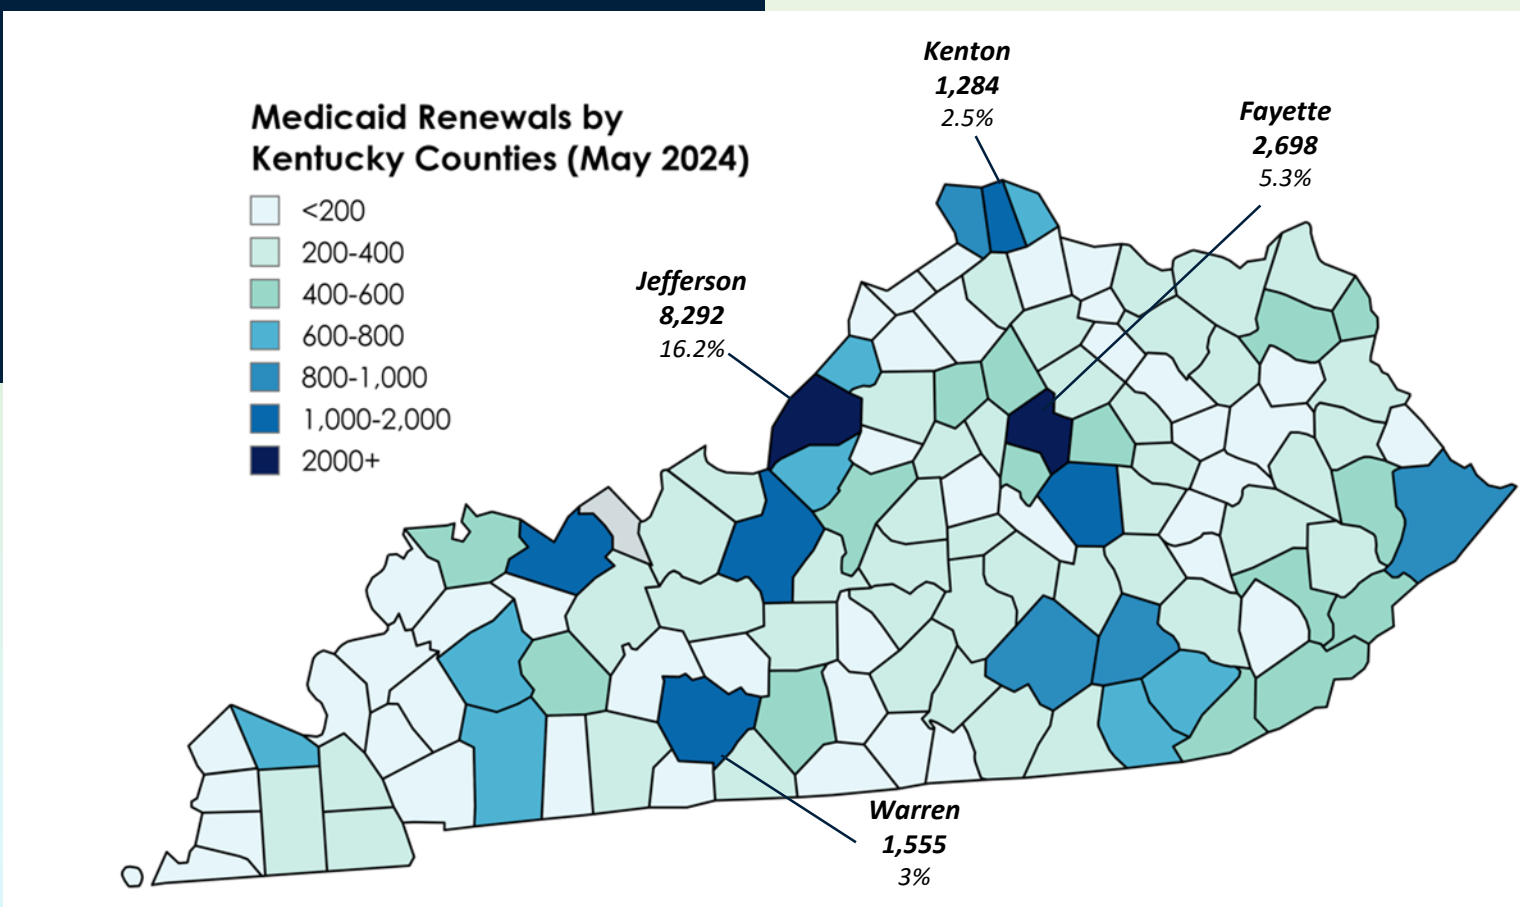 Medicaid Renewals by
Kentucky Counties (May 2024)
<200
200-400
400-600
600-800
800-1,000
1,000-2,000
2000+
Kenton
1,284
2.5%
Fayette
2,698
5.3%
Jefferson
8,292
16.2%
Warren
1,555
3%